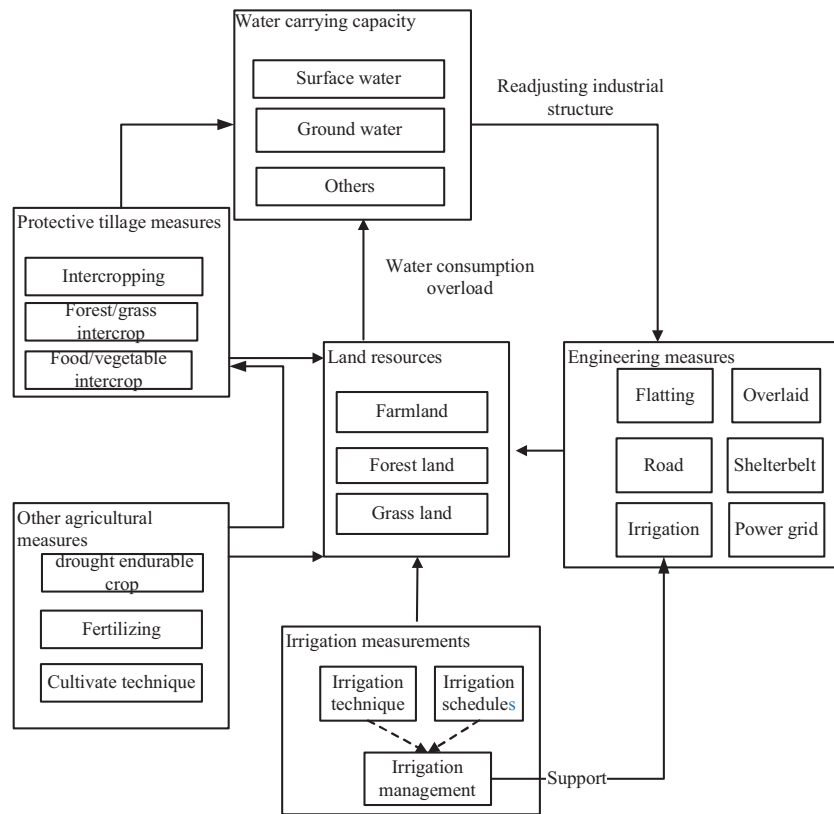 Water carrying capacity
Surface water
Ground water
Others
Readjusting industrial
structure
Protective tillage measures
Intercropping
Forest/grass
intercrop
Food/vegetable
intercrop
Water consumption
overload
Land resources
Farmland
Forest land
Grass land
Engineering measures
Flatting
Overlaid
Road
Shelterbelt
Irrigation
Power grid
Other agricultural
measures
drought endurable
crop
Fertilizing
Cultivate technique
Irrigation measurements
Irrigation
technique
Irrigation
schedules
Irrigation
management
Support